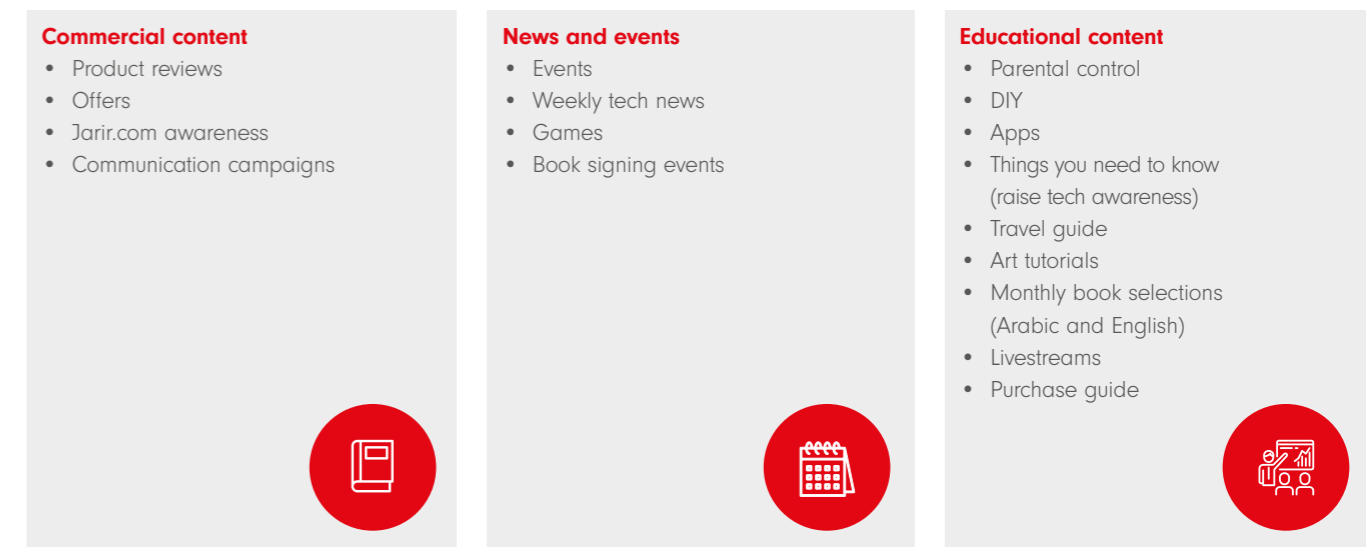 Commercial content
• Product reviews
• Offers
• Jarir.com awareness
• Communication campaigns
News and events
• Events
• Weekly tech news
• Games
• Book signing events
Educational content
• Parental control
• DIY
• Apps
• Things you need to know
(raise tech awareness)
• Travel guide
• Art tutorials
• Monthly book selections
(Arabic and English)
• Livestreams
• Purchase guide